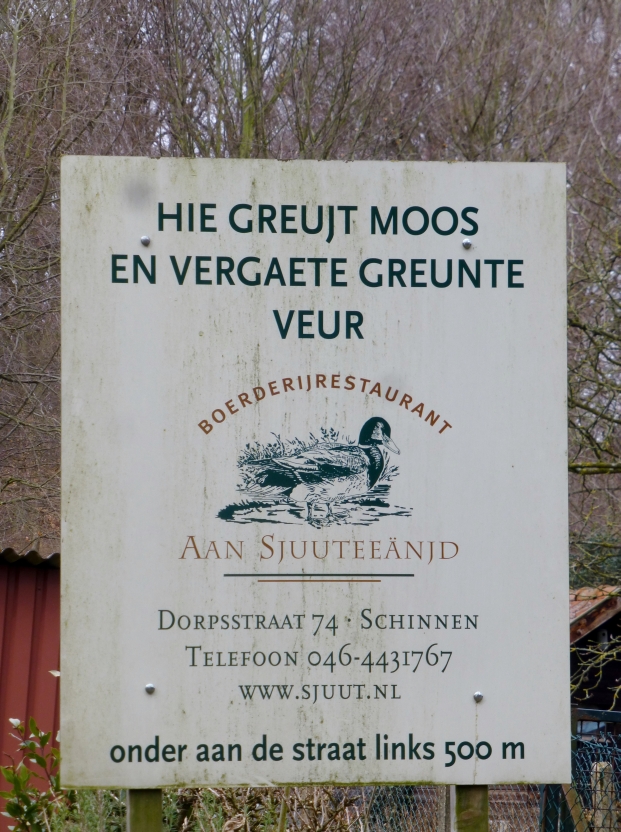 HIE GREUJT MOOS
EN VERGAETE GREUNTE
VEUR
BOERDERIJRESTAURANT
AAN SJUUTEEÄNJD
DORPSSTRAAT 74 · SCHINNEN
TELEFOON 046-4431767
WWW.SJUUT.NL
onder aan de straat links 500 m